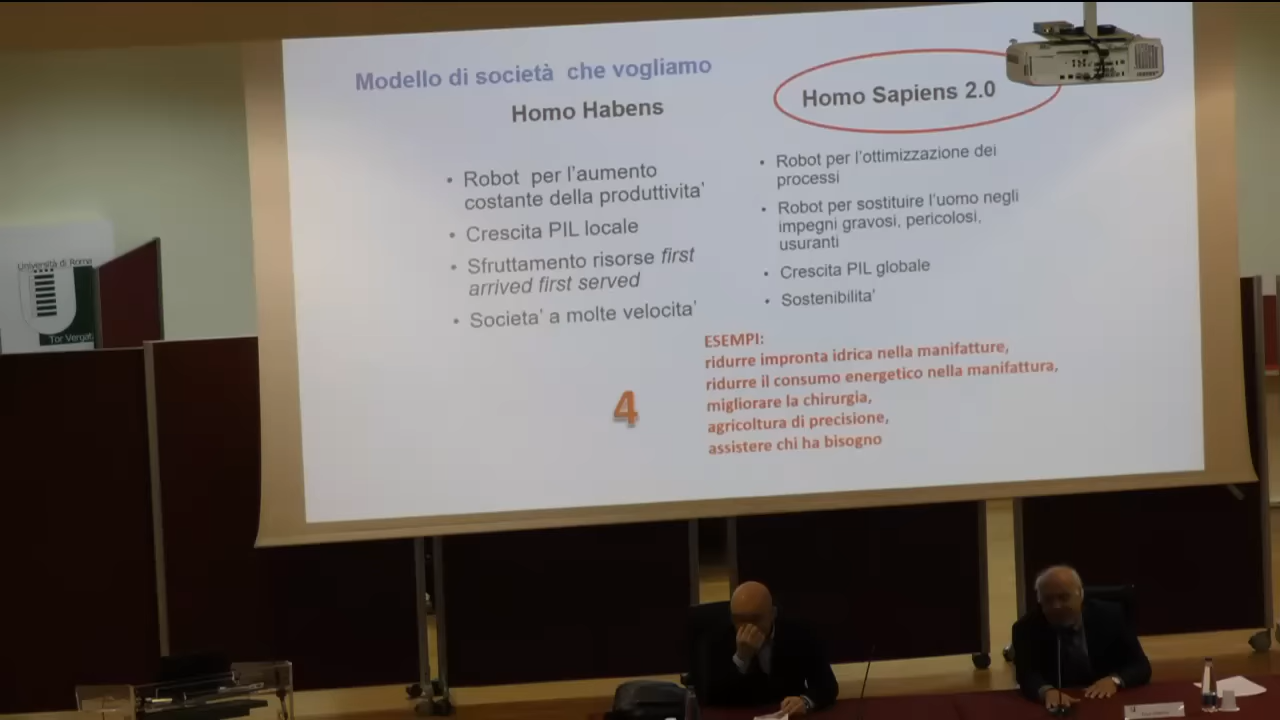 Modello di società che vogliamo
Homo Habens
Homo Sapiens 2.0
• Robot per l'aumento
costante della produttivita'
• Crescita PIL locale
• Sfruttamento risorse first
arrived first served
• Societa' a molte velocita'
• Robot per l'ottimizzazione dei
processi
• Robot per sostituire l'uomo negli
impegni gravosi, pericolosi,
usuranti
• Crescita PIL globale
• Sostenibilita'
ESEMPI:
ridurre impronta idrica nella manifatture,
ridurre il consumo energetico nella manifattura,
migliorare la chirurgia,
agricoltura di precisione,
assistere chi ha bisogno
4
Università di Roma
Tor Vergat